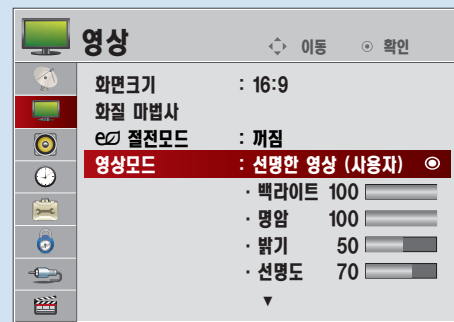 영상 이동 확인
화면크기 : 16:9
화질 마법사
절전모드 : 꺼짐
영상모드 : 선명한 영상 (사용자)
· 백라이트 100
· 명암 100
· 밝기 50
· 선명도 70